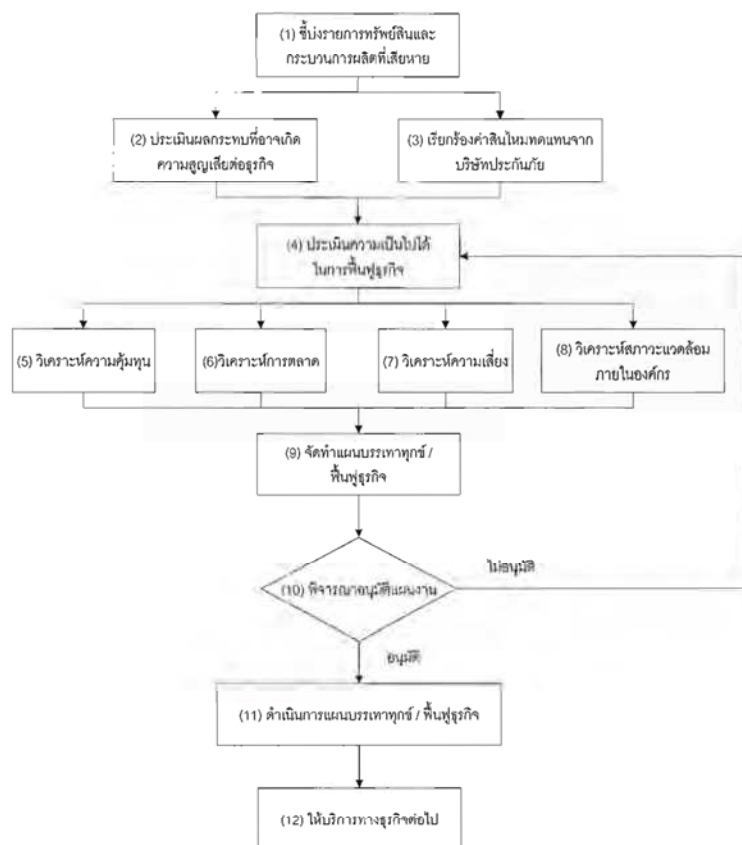 (1) ชี้บ่งรายการทรัพย์สินและ
กระบวนการผลิตที่เสียหาย
(2) ประเมินผลกระทบที่อาจเกิด
ความสูญเสียต่อธุรกิจ
(3) เรียกร้องค่าสินไหมทดแทนจาก
บริษัทประกันภัย
(4) ประเมินความเป็นไปได้
ในการฟื้นฟูธุรกิจ
(5) วิเคราะห์ความคุ้มทุน
(6)วิเคราะห์การตลาด
(7) วิเคราะห์ความเสี่ยง
(8) วิเคราะห์สภาวะแวดล้อม
ภายในองค์กร
(9) จัดทำแผนบรรเทาทุกข์ /
ฟื้นฟูธุรกิจ
ไม่อนุมัติ
(10) พิจารณาอนุมัติแผนงาน
อนุมัติ
(11) ดำเนินการแผนบรรเทาทุกข์ / ฟื้นฟูธุรกิจ
(12) ให้บริการทางธุรกิจต่อไป